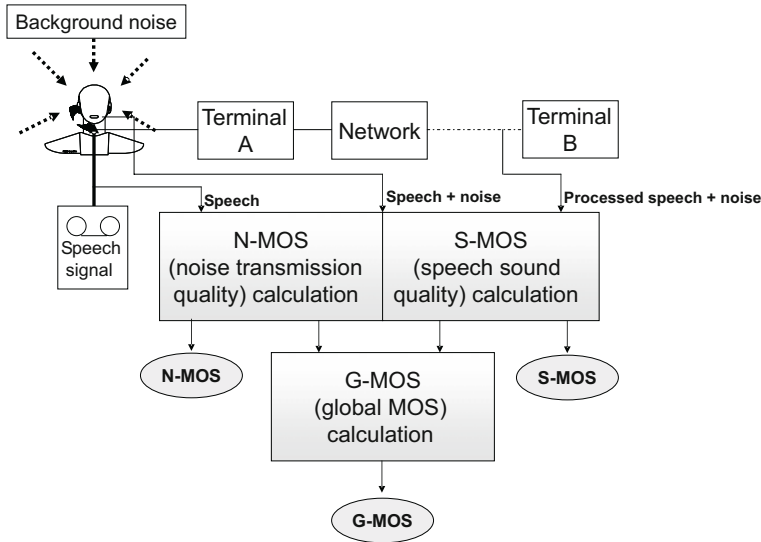 Background noise
Terminal
A
Network
Terminal
B
Speech
Speech + noise
Processed speech + noise
Speech
signal
N-MOS
(noise transmission
quality) calculation
S-MOS
(speech sound
quality) calculation
N-MOS
S-MOS
G-MOS
(global MOS)
calculation
G-MOS